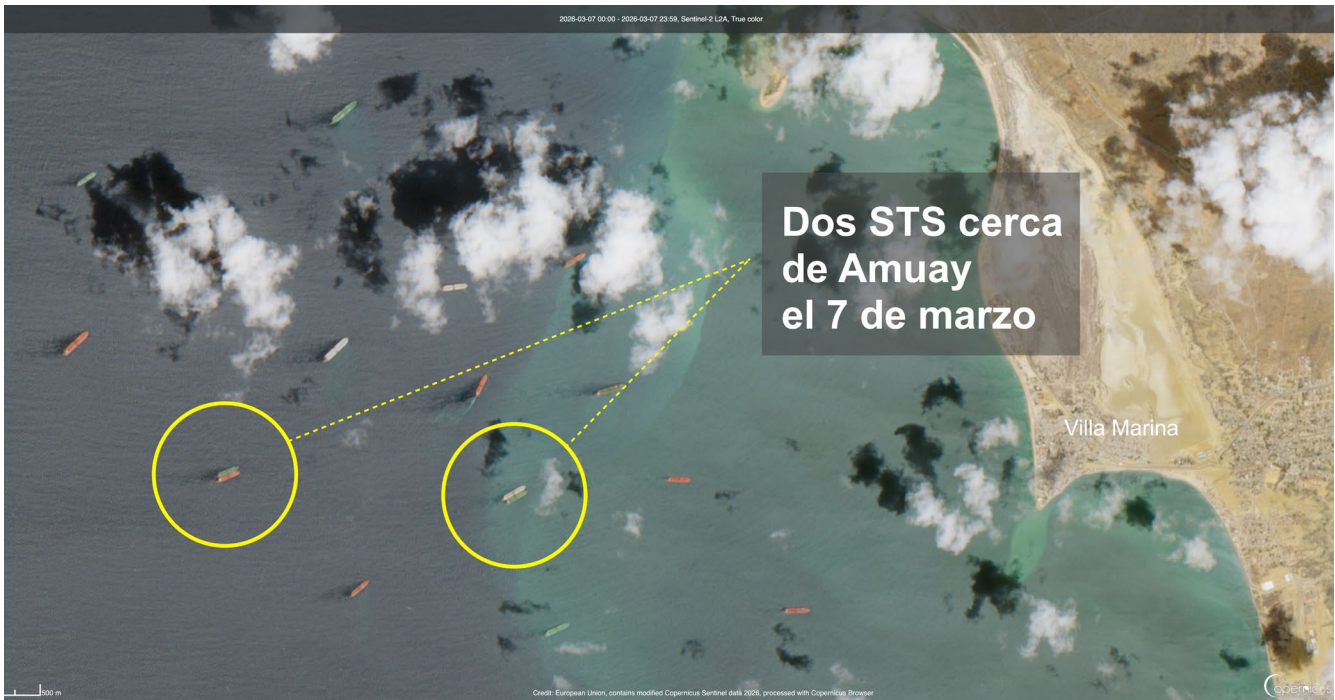 2026-03-07 00:00 - 2026-03-07 23:59, Sentinel-2 L2A, True color
Dos STS cerca
de Amuay
el 7 de marzo
Villa Marina
500 m
Credit: European Union, contains modified Copernicus Sentinel data 2026, processed with Copernicus Browser
Copernicus